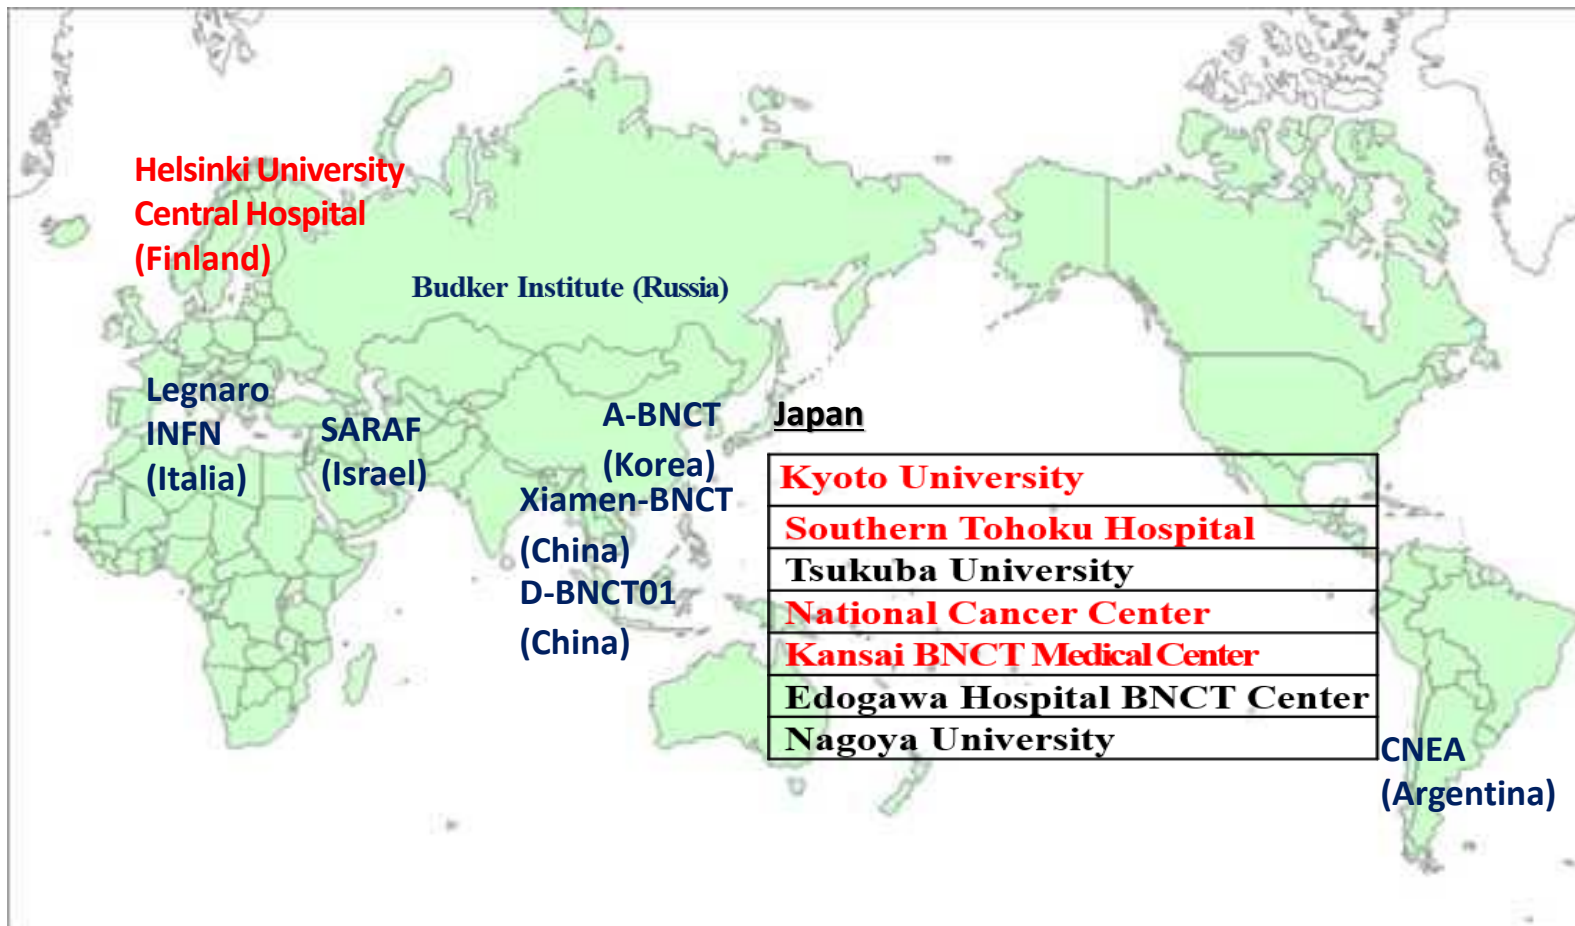 Helsinki University
Central Hospital
(Finland)
Budker Institute (Russia)
Legnaro
INFN
(Italia)
SARAF
(Israel)
A-BNCT
(Korea)
Xiamen-BNCT
(China)
D-BNCT01
(China)
Japan
Kyoto University
Southern Tohoku Hospital
Tsukuba University
National Cancer Center
Kansai BNCT Medical Center
Edogawa Hospital BNCT Center
Nagoya University
CNEA
(Argentina)